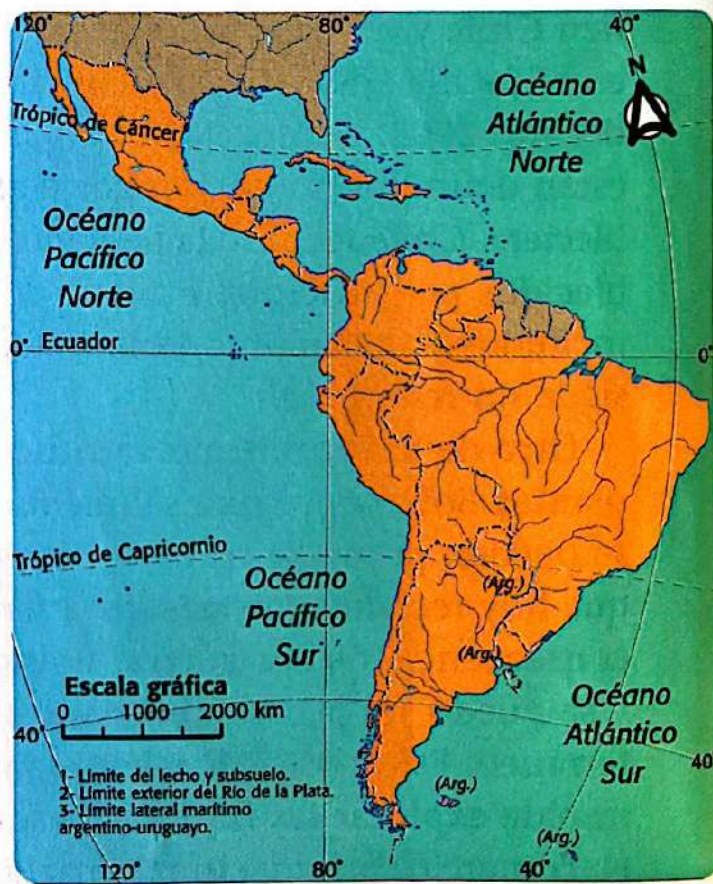 120°
80°
40°
N
Océano
Atlántico
Norte
Trópico de Cáncer
Océano
Pacífico
Norte
0°
Ecuador
0°
Trópico de Capricornio
(Arg.)
Océano
Pacífico
Sur
(Arg.)
Escala gráfica
0 1000 2000 km
Océano
Atlántico
Sur
40°
40°
1- Límite del lecho y subsuelo.
2- Límite exterior del Río de la Plata.
3- Límite lateral marítimo
argentino-uruguayo.
(Arg.)
(Arg.)
120°
80°
40°